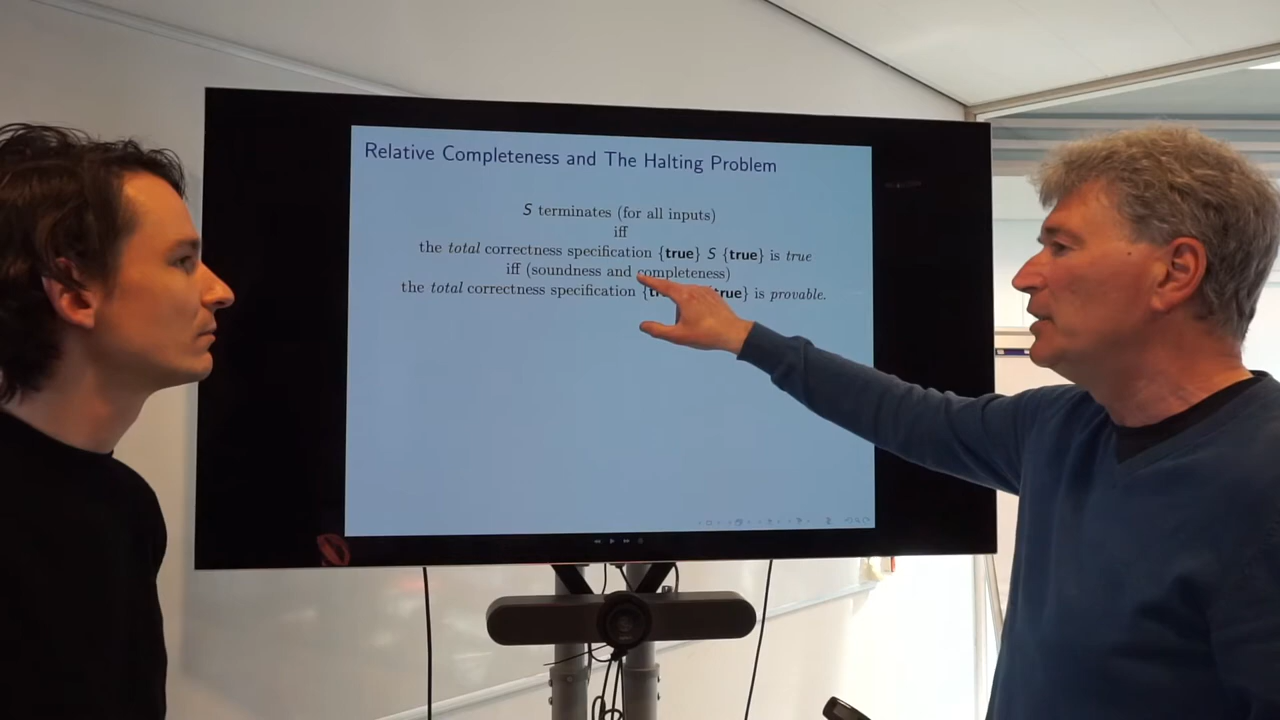 Relative Completeness and The Halting Problem
S terminates (for all inputs)
iff
the total correctness specification {true} S {true} is true
iff (soundness and completeness)
the total correctness specification {true} is provable.